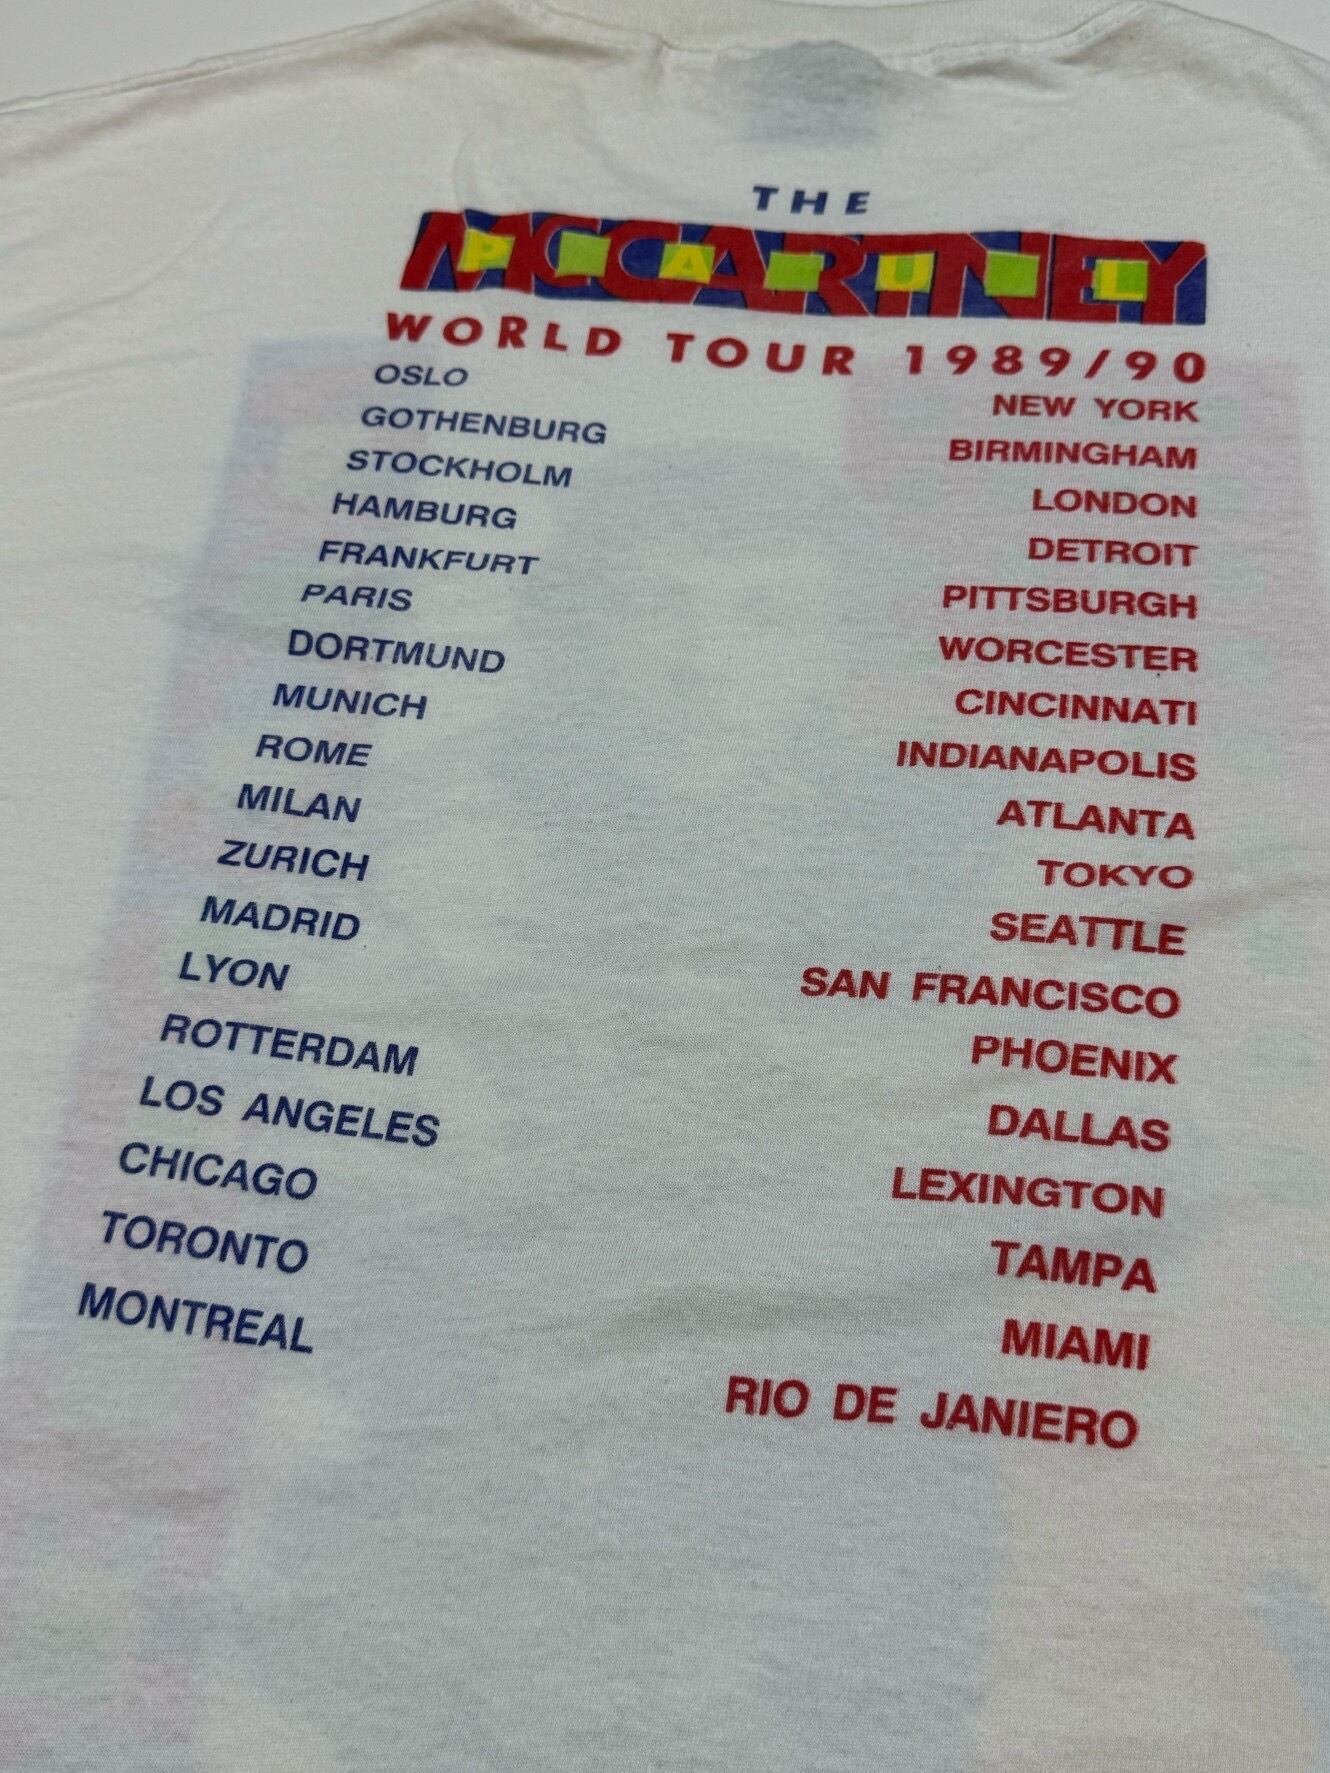 THE
MCCARTNEY
PAUL
WORLD TOUR 1989/90
OSLO
GOTHENBURG
STOCKHOLM
HAMBURG
FRANKFURT
PARIS
DORTMUND
MUNICH
ROME
MILAN
ZURICH
MADRID
LYON
ROTTERDAM
LOS ANGELES
CHICAGO
TORONTO
MONTREAL
NEW YORK
BIRMINGHAM
LONDON
DETROIT
PITTSBURGH
WORCESTER
CINCINNATI
INDIANAPOLIS
ATLANTA
TOKYO
SEATTLE
SAN FRANCISCO
PHOENIX
DALLAS
LEXINGTON
TAMPA
MIAMI
RIO DE JANIERO